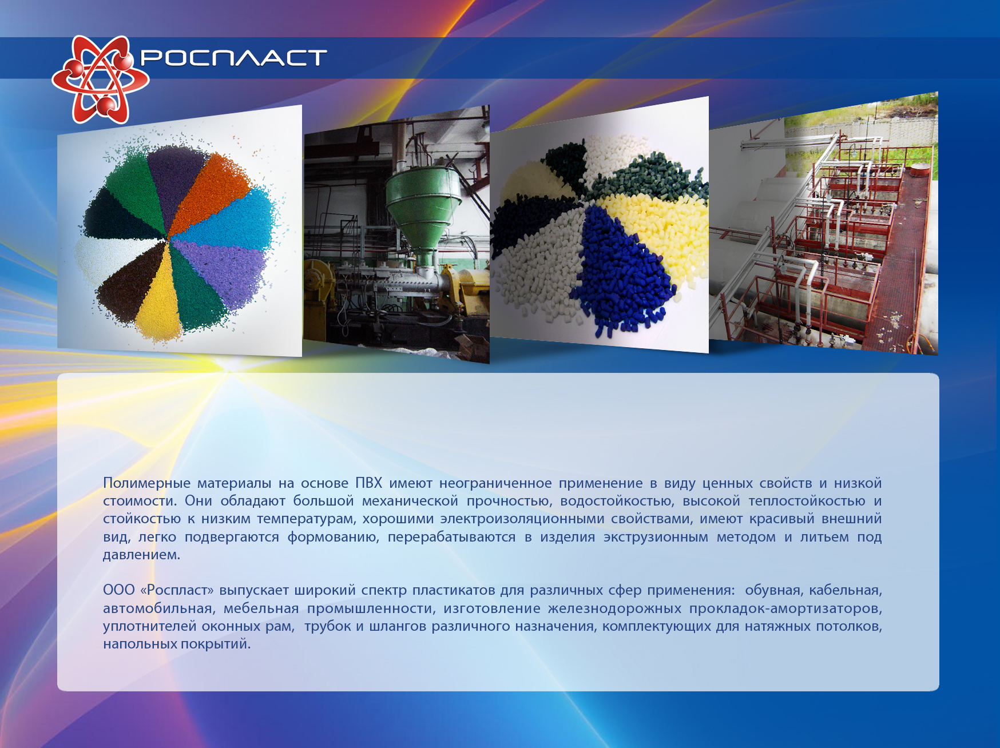 РОСПЛАСТ
Полимерные материалы на основе ПВХ имеют неограниченное применение в виду ценных свойств и низкой
стоимости. Они обладают большой механической прочностью, водостойкостью, высокой теплостойкостью и
стойкостью к низким температурам, хорошими электроизоляционными свойствами, имеют красивый внешний
вид, легко подвергаются формованию, перерабатываются в изделия экструзионным методом и литьем под
давлением.
ООО «Роспласт» выпускает широкий спектр пластикатов для различных сфер применения: обувная, кабельная,
автомобильная, мебельная промышленности, изготовление железнодорожных прокладок-амортизаторов,
уплотнителей оконных рам, трубок и шлангов различного назначения, комплектующих для натяжных потолков,
напольных покрытий.